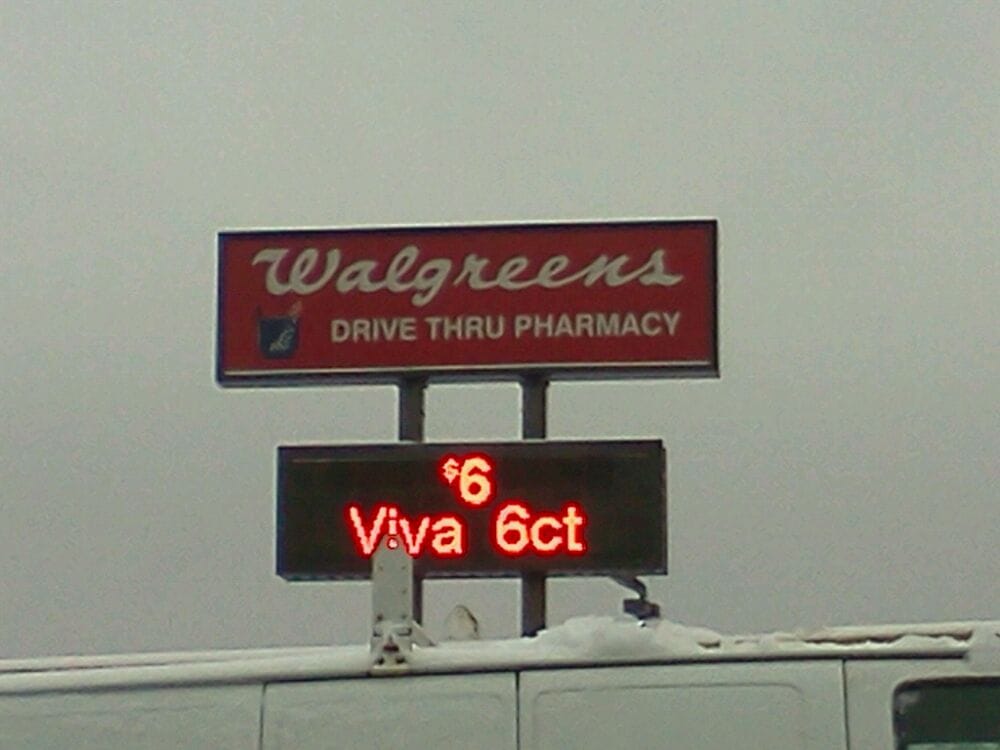 Walgreens
DRIVE THRU PHARMACY
$6
Viva 6ct